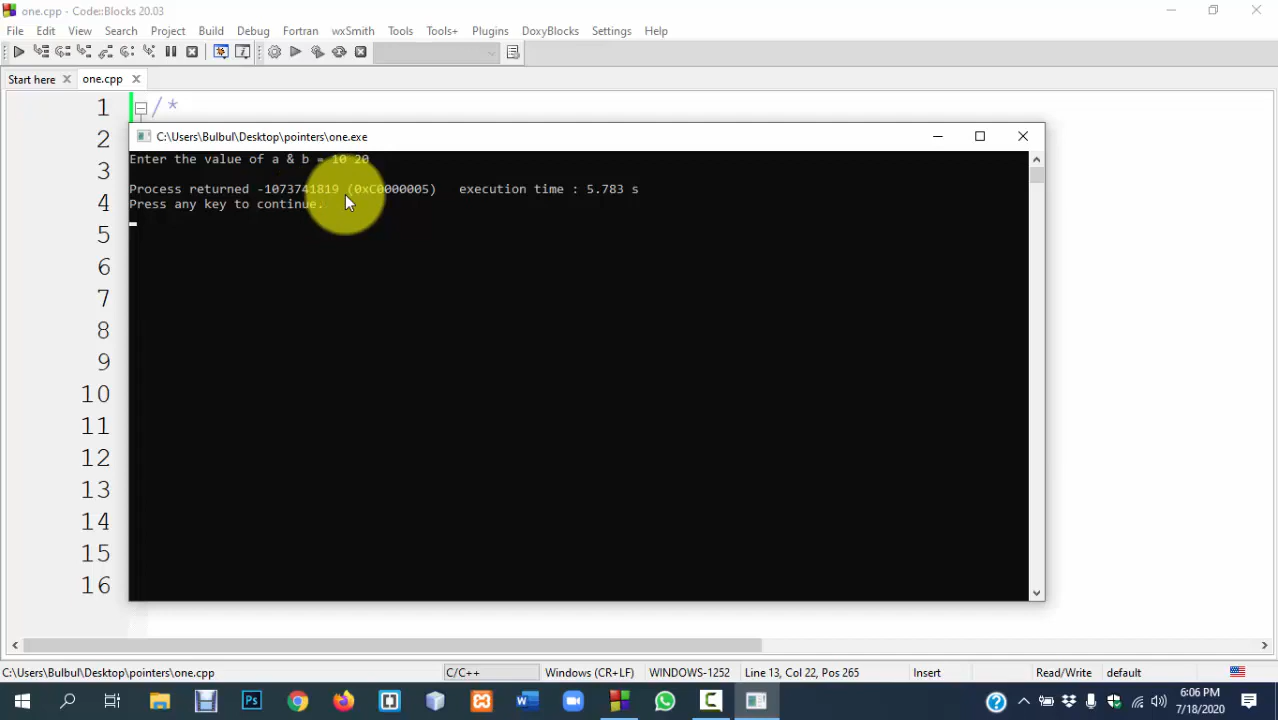 one.cpp - Code::Blocks 20.03
File Edit View Search Project Build Debug Fortran wxSmith Tools Tools+ Plugins DoxyBlocks Settings Help
Start here one.cpp
1 /*
2
C:\Users\Bulbul\Desktop\pointers\one.exe
Enter the value of a & b = 10 20
3
Process returned -1073741819 (0xC0000005) execution time : 5.783 s
4
Press any key to continue.
5
6
7
8
9
10
11
12
13
14
15
16
C:\Users\Bulbul\Desktop\pointers\one.cpp C/C++ Windows (CR+LF) WINDOWS-1252 Line 13, Col 22, Pos 265 Insert Read/Write default
6:06 PM
7/18/2020